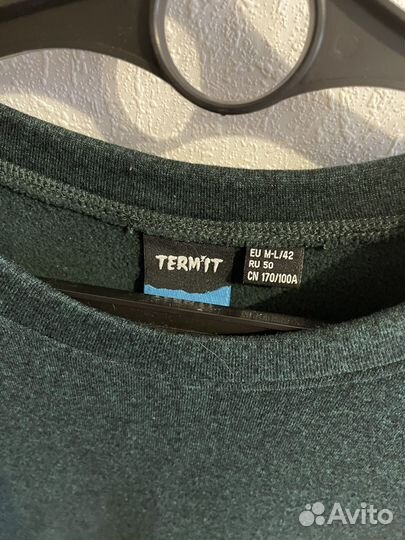 TERMIT
EU M-L/42
RU 50
CN 170/100A
Avito